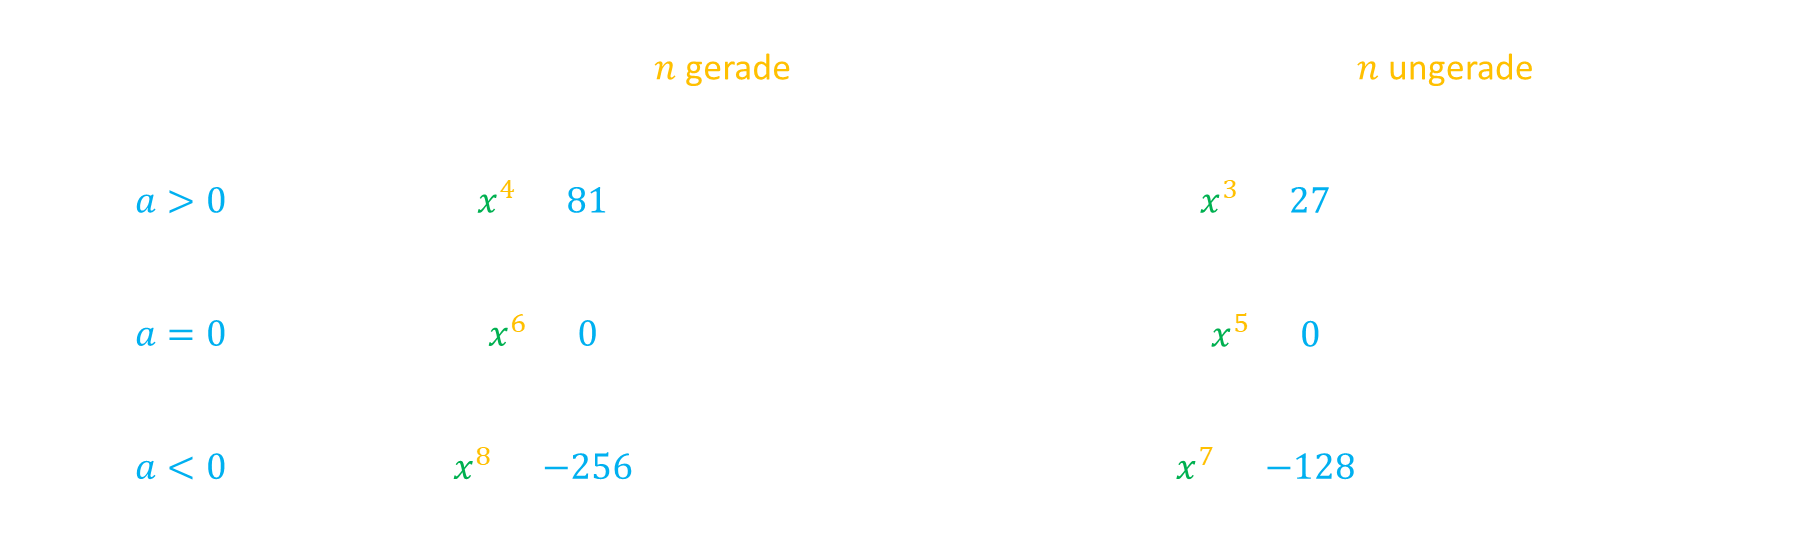 n gerade n ungerade
a > 0 x⁴ 81 x³ 27
a = 0 x⁶ 0 x⁵ 0
a < 0 x⁸ −256 x⁷ −128